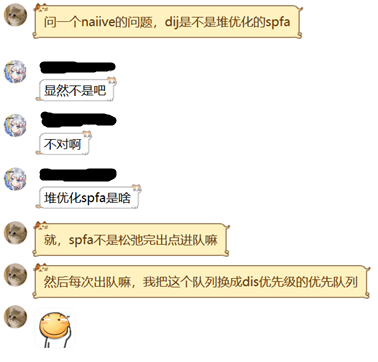 问一个naiive的问题，dij是不是堆优化的spfa
显然不是吧
不对啊
堆优化spfa是啥
就，spfa不是松弛完出点进队嘛
然后每次出队嘛，我把这个队列换成dis优先级的优先队列